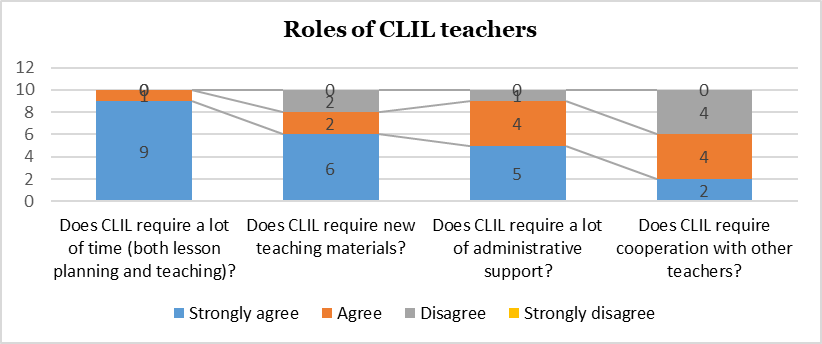 Roles of CLIL teachers
12
10
8
6
4
2
0
0
1
9
0
2
2
6
0
1
4
5
0
4
4
2
Does CLIL require a lot
of time (both lesson
planning and teaching)?
Does CLIL require new
teaching materials?
Does CLIL require a lot
of administrative
support?
Does CLIL require
cooperation with other
teachers?
Strongly agree Agree Disagree Strongly disagree